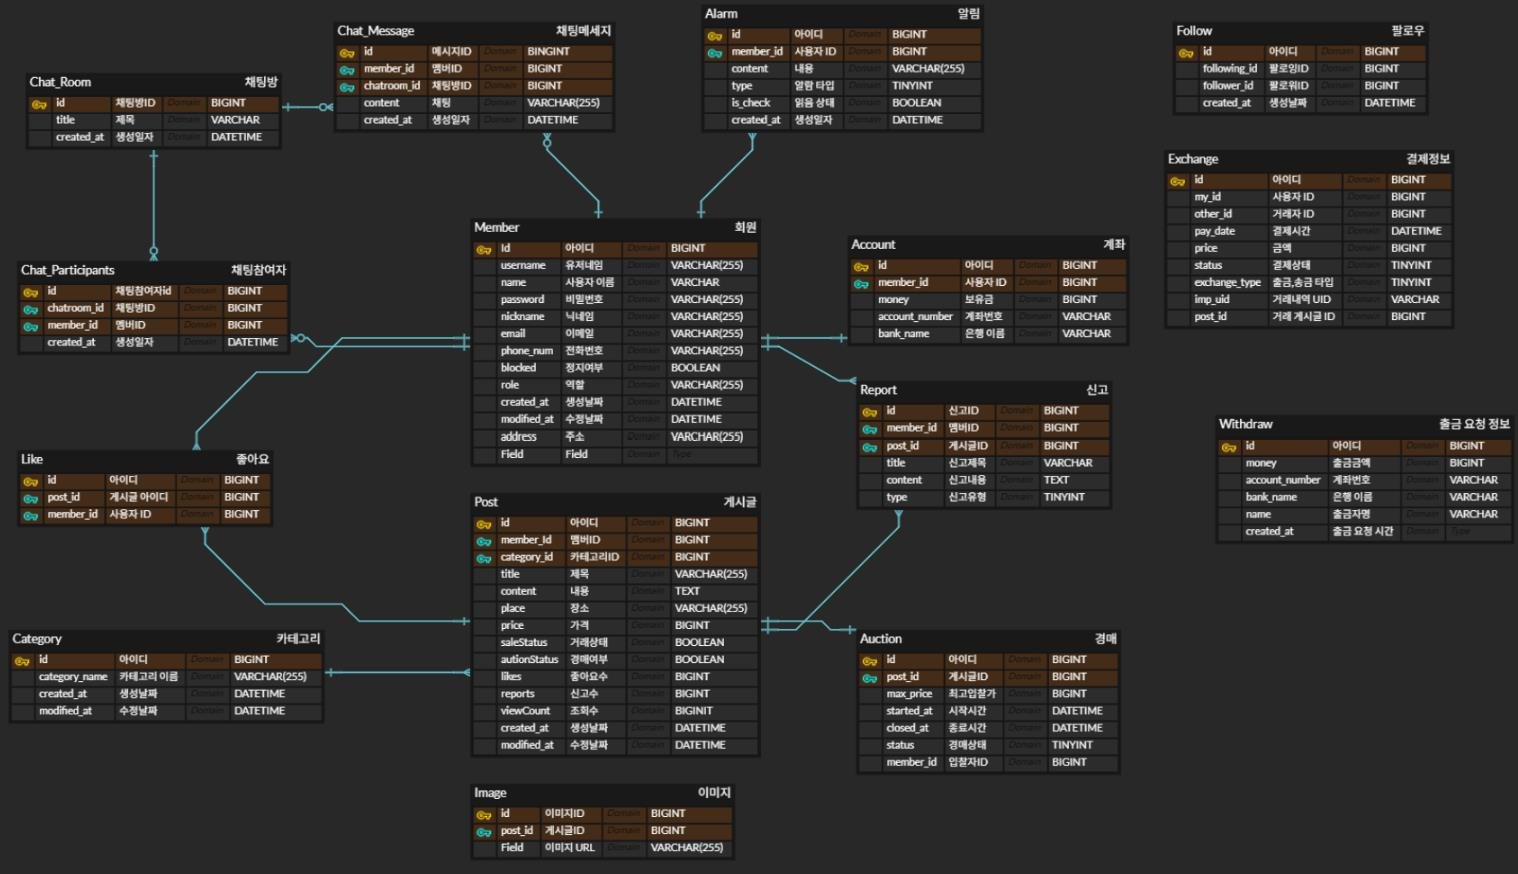 Chat_Room 채팅방
id 채팅방ID Domain BIGINT
title 제목 Domain VARCHAR
created_at 생성일자 Domain DATETIME
Chat_Message 채팅메세지
id 메시지ID Domain BINGINT
member_id 멤버ID Domain BIGINT
chatroom_id 채팅방ID Domain BIGINT
content 채팅 Domain VARCHAR(255)
created_at 생성일자 Domain DATETIME
Alarm 알림
id 아이디 Domain BIGINT
member_id 사용자 ID Domain BIGINT
content 내용 Domain VARCHAR(255)
type 알람 타입 Domain TINYINT
is_check 읽음 상태 Domain BOOLEAN
created_at 생성일자 Domain DATETIME
Follow 팔로우
id 아이디 Domain BIGINT
following_id 팔로잉ID Domain BIGINT
follower_id 팔로워ID Domain BIGINT
created_at 생성날짜 Domain DATETIME
Exchange 결제정보
id 아이디 Domain BIGINT
my_id 사용자 ID Domain BIGINT
other_id 거래자 ID Domain BIGINT
pay_date 결제시간 Domain DATETIME
price 금액 Domain BIGINT
status 결제상태 Domain TINYINT
exchange_type 출금,송금 타입 Domain TINYINT
imp_uid 거래내역 UID Domain VARCHAR
post_id 거래 게시글 ID Domain BIGINT
Chat_Participants 채팅참여자
id 채팅참여자id Domain BIGINT
chatroom_id 채팅방ID Domain BIGINT
member_id 멤버ID Domain BIGINT
created_at 생성일자 Domain DATETIME
Member 회원
Id 아이디 Domain BIGINT
username 유저네임 Domain VARCHAR(255)
name 사용자 이름 Domain VARCHAR
password 비밀번호 Domain VARCHAR(255)
nickname 닉네임 Domain VARCHAR(255)
email 이메일 Domain VARCHAR(255)
phone_num 전화번호 Domain VARCHAR(255)
blocked 정지여부 Domain BOOLEAN
role 역할 Domain VARCHAR(255)
created_at 생성날짜 Domain DATETIME
modified_at 수정날짜 Domain DATETIME
address 주소 Domain VARCHAR(255)
Field Field Domain Type
Account 계좌
id 아이디 Domain BIGINT
member_id 사용자ID Domain BIGINT
money 보유금 Domain BIGINT
account_number 계좌번호 Domain VARCHAR
bank_name 은행 이름 Domain VARCHAR
Report 신고
id 신고ID Domain BIGINT
member_id 멤버ID Domain BIGINT
post_id 게시글ID Domain BIGINT
title 신고제목 Domain VARCHAR
content 신고내용 Domain TEXT
type 신고유형 Domain TINYINT
Withdraw 출금 요청 정보
id 아이디 Domain BIGINT
money 출금금액 Domain BIGINT
account_number 계좌번호 Domain VARCHAR
bank_name 은행 이름 Domain VARCHAR
name 출금자명 Domain VARCHAR
created_at 출금 요청 시간 Domain Type
Like 좋아요
id 아이디 Domain BIGINT
post_id 게시글 아이디 Domain BIGINT
member_id 사용자 ID Domain BIGINT
Post 게시글
id 아이디 Domain BIGINT
member_Id 멤버ID Domain BIGINT
category_id 카테고리ID Domain BIGINT
title 제목 Domain VARCHAR(255)
content 내용 Domain TEXT
place 장소 Domain VARCHAR(255)
price 가격 Domain BIGINT
saleStatus 거래상태 Domain BOOLEAN
autionStatus 경매여부 Domain BOOLEAN
likes 좋아요수 Domain BIGINT
reports 신고수 Domain BIGINT
viewCount 조회수 Domain BIGINIT
created_at 생성날짜 Domain DATETIME
modified_at 수정날짜 Domain DATETIME
Category 카테고리
id 아이디 Domain BIGINT
category_name 카테고리 이름 Domain VARCHAR(255)
created_at 생성날짜 Domain DATETIME
modified_at 수정날짜 Domain DATETIME
Auction 경매
id 아이디 Domain BIGINT
post_id 게시글ID Domain BIGINT
max_price 최고입찰가 Domain BIGINT
started_at 시작시간 Domain DATETIME
closed_at 종료시간 Domain DATETIME
status 경매상태 Domain TINYINT
member_id 입찰자ID Domain BIGINT
Image 이미지
id 이미지ID Domain BIGINT
post_id 게시글ID Domain BIGINT
Field 이미지 URL Domain VARCHAR(255)